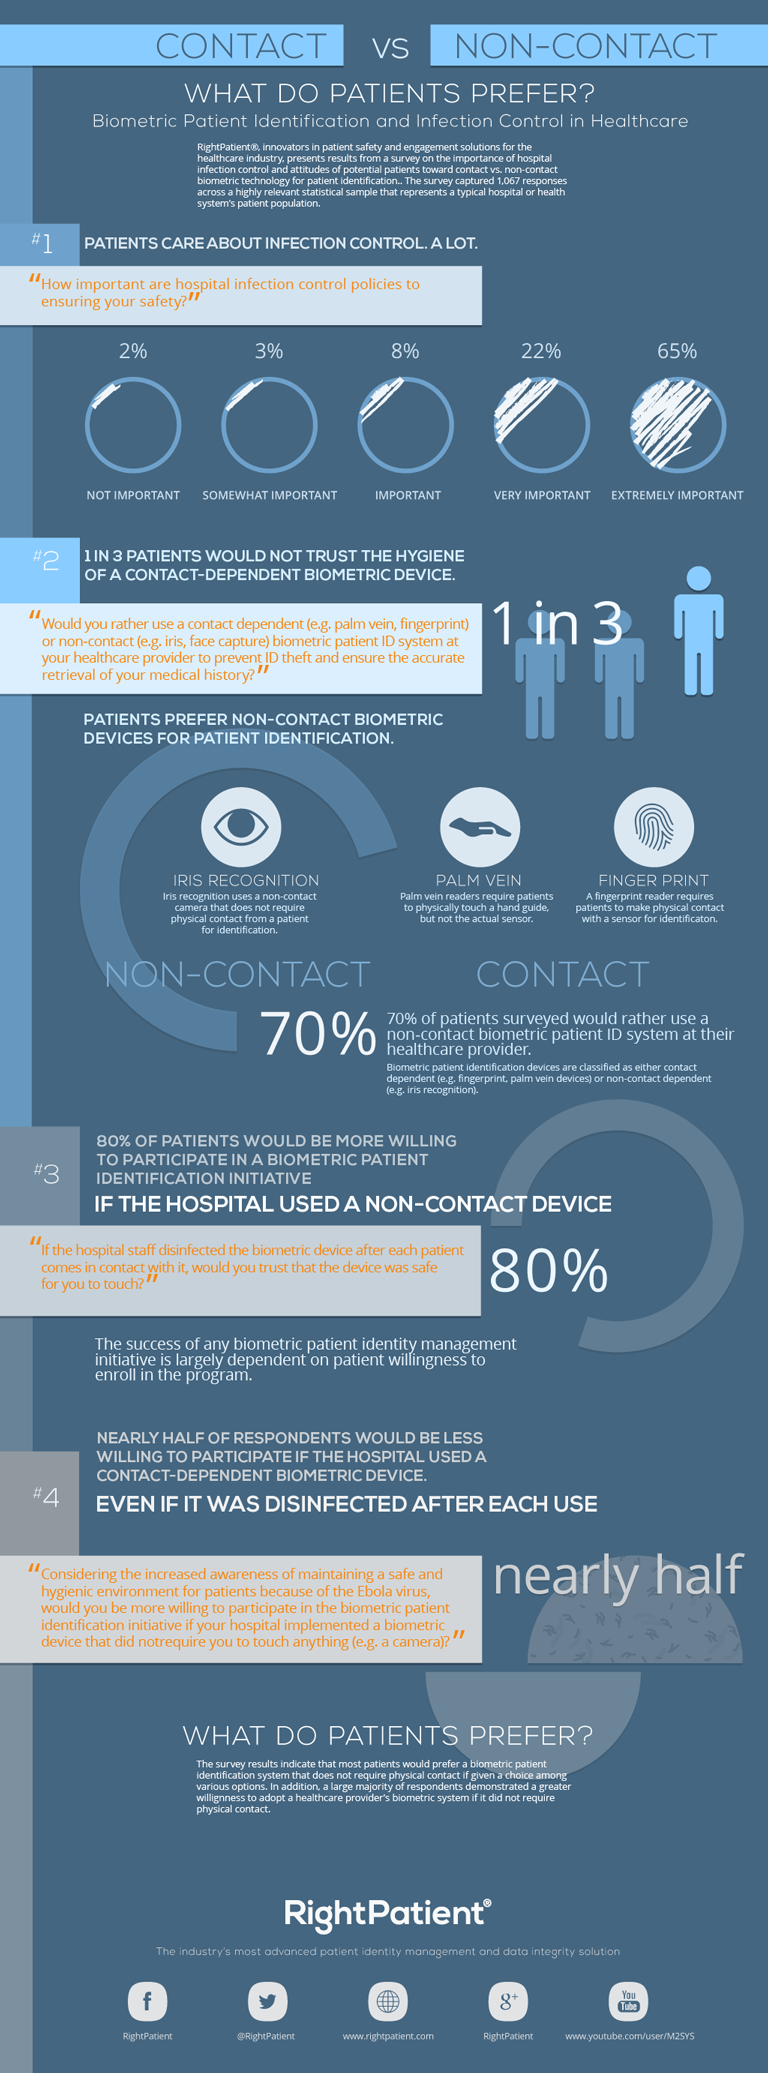 CONTACT VS NON-CONTACT
WHAT DO PATIENTS PREFER?
Biometric Patient Identification and Infection Control in Healthcare
RightPatient®, innovators in patient safety and engagement solutions for the
healthcare industry, presents results from a survey on the importance of hospital
infection control and attitudes of potential patients toward contact vs. non-contact
biometric technology for patient identification.. The survey captured 1,067 responses
across a highly relevant statistical sample that represents a typical hospital or health
system's patient population.
#1
PATIENTS CARE ABOUT INFECTION CONTROL. A LOT.
“How important are hospital infection control policies to
ensuring your safety?”
2% 3% 8% 22% 65%
NOT IMPORTANT SOMEWHAT IMPORTANT IMPORTANT VERY IMPORTANT EXTREMELY IMPORTANT
#2
1 IN 3 PATIENTS WOULD NOT TRUST THE HYGIENE
OF A CONTACT-DEPENDENT BIOMETRIC DEVICE.
“Would you rather use a contact dependent (e.g. palm vein, fingerprint)
or non-contact (e.g. iris, face capture) biometric patient ID system at
your healthcare provider to prevent ID theft and ensure the accurate
retrieval of your medical history?”
1 in 3
PATIENTS PREFER NON-CONTACT BIOMETRIC
DEVICES FOR PATIENT IDENTIFICATION.
IRIS RECOGNITION
Iris recognition uses a non-contact
camera that does not require
physical contact from a patient
for identification.
PALM VEIN
Palm vein readers require patients
to physically touch a hand guide,
but not the actual sensor.
FINGER PRINT
A fingerprint reader requires
patients to make physical contact
with a sensor for identificaton.
NON-CONTACT
CONTACT
70%
70% of patients surveyed would rather use a
non-contact biometric patient ID system at their
healthcare provider.
Biometric patient identification devices are classified as either contact
dependent (e.g. fingerprint, palm vein devices) or non-contact dependent
(e.g. iris recognition).
#3
80% OF PATIENTS WOULD BE MORE WILLING
TO PARTICIPATE IN A BIOMETRIC PATIENT
IDENTIFICATION INITIATIVE
IF THE HOSPITAL USED A NON-CONTACT DEVICE
“If the hospital staff disinfected the biometric device after each patient
comes in contact with it, would you trust that the device was safe
for you to touch?”
80%
The success of any biometric patient identity management
initiative is largely dependent on patient willingness to
enroll in the program.
#4
NEARLY HALF OF RESPONDENTS WOULD BE LESS
WILLING TO PARTICIPATE IF THE HOSPITAL USED A
CONTACT-DEPENDENT BIOMETRIC DEVICE.
EVEN IF IT WAS DISINFECTED AFTER EACH USE
“Considering the increased awareness of maintaining a safe and
hygienic environment for patients because of the Ebola virus,
would you be more willing to participate in the biometric patient
identification initiative if your hospital implemented a biometric
device that did notrequire you to touch anything (e.g. a camera)?”
nearly half
WHAT DO PATIENTS PREFER?
The survey results indicate that most patients would prefer a biometric patient
identification system that does not require physical contact if given a choice among
various options. In addition, a large majority of respondents demonstrated a greater
willignness to adopt a healthcare provider's biometric system if it did not require
physical contact.
RightPatient®
The industry's most advanced patient identity management and data integrity solution
f
g+
You
Tube
RightPatient @RightPatient www.rightpatient.com RightPatient www.youtube.com/user/M2SYS